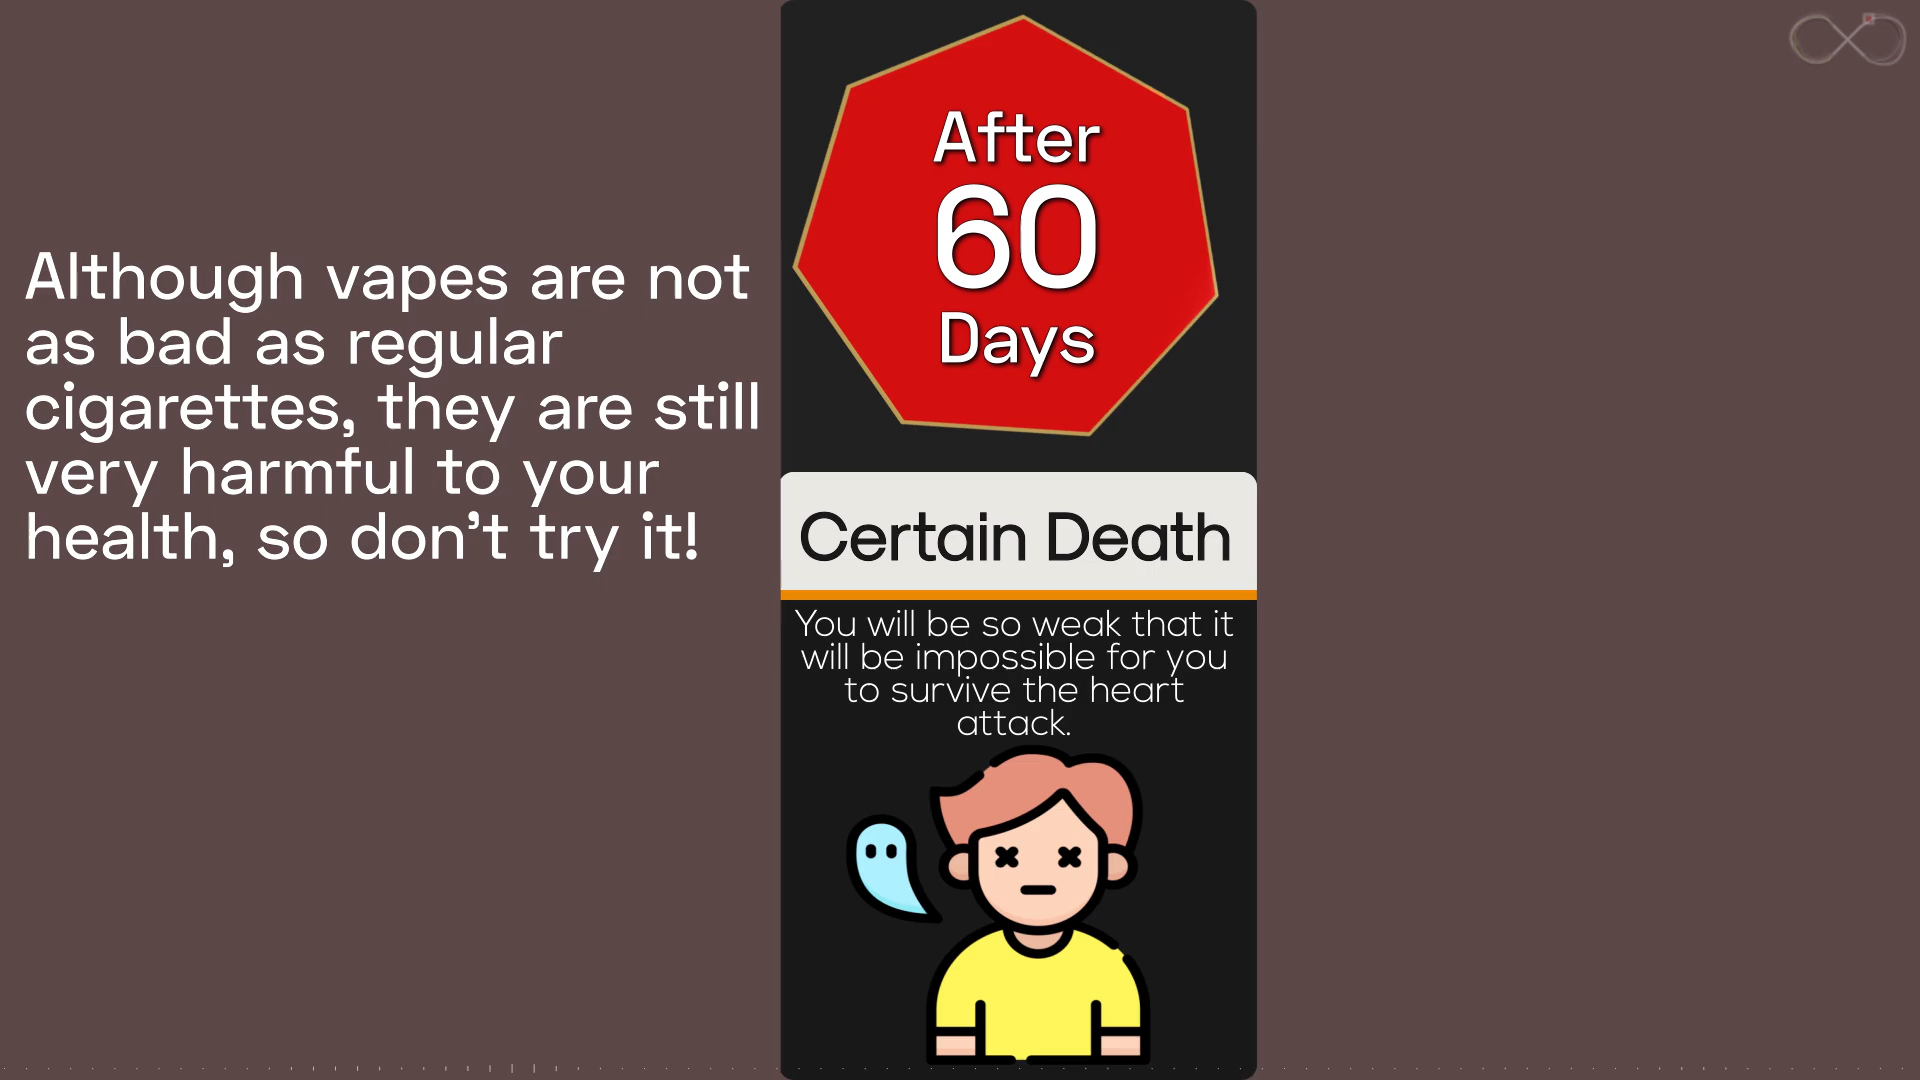 Although vapes are not
as bad as regular
cigarettes, they are still
very harmful to your
health, so don't try it!
After
60
Days
Certain Death
You will be so weak that it
will be impossible for you
to survive the heart
attack.